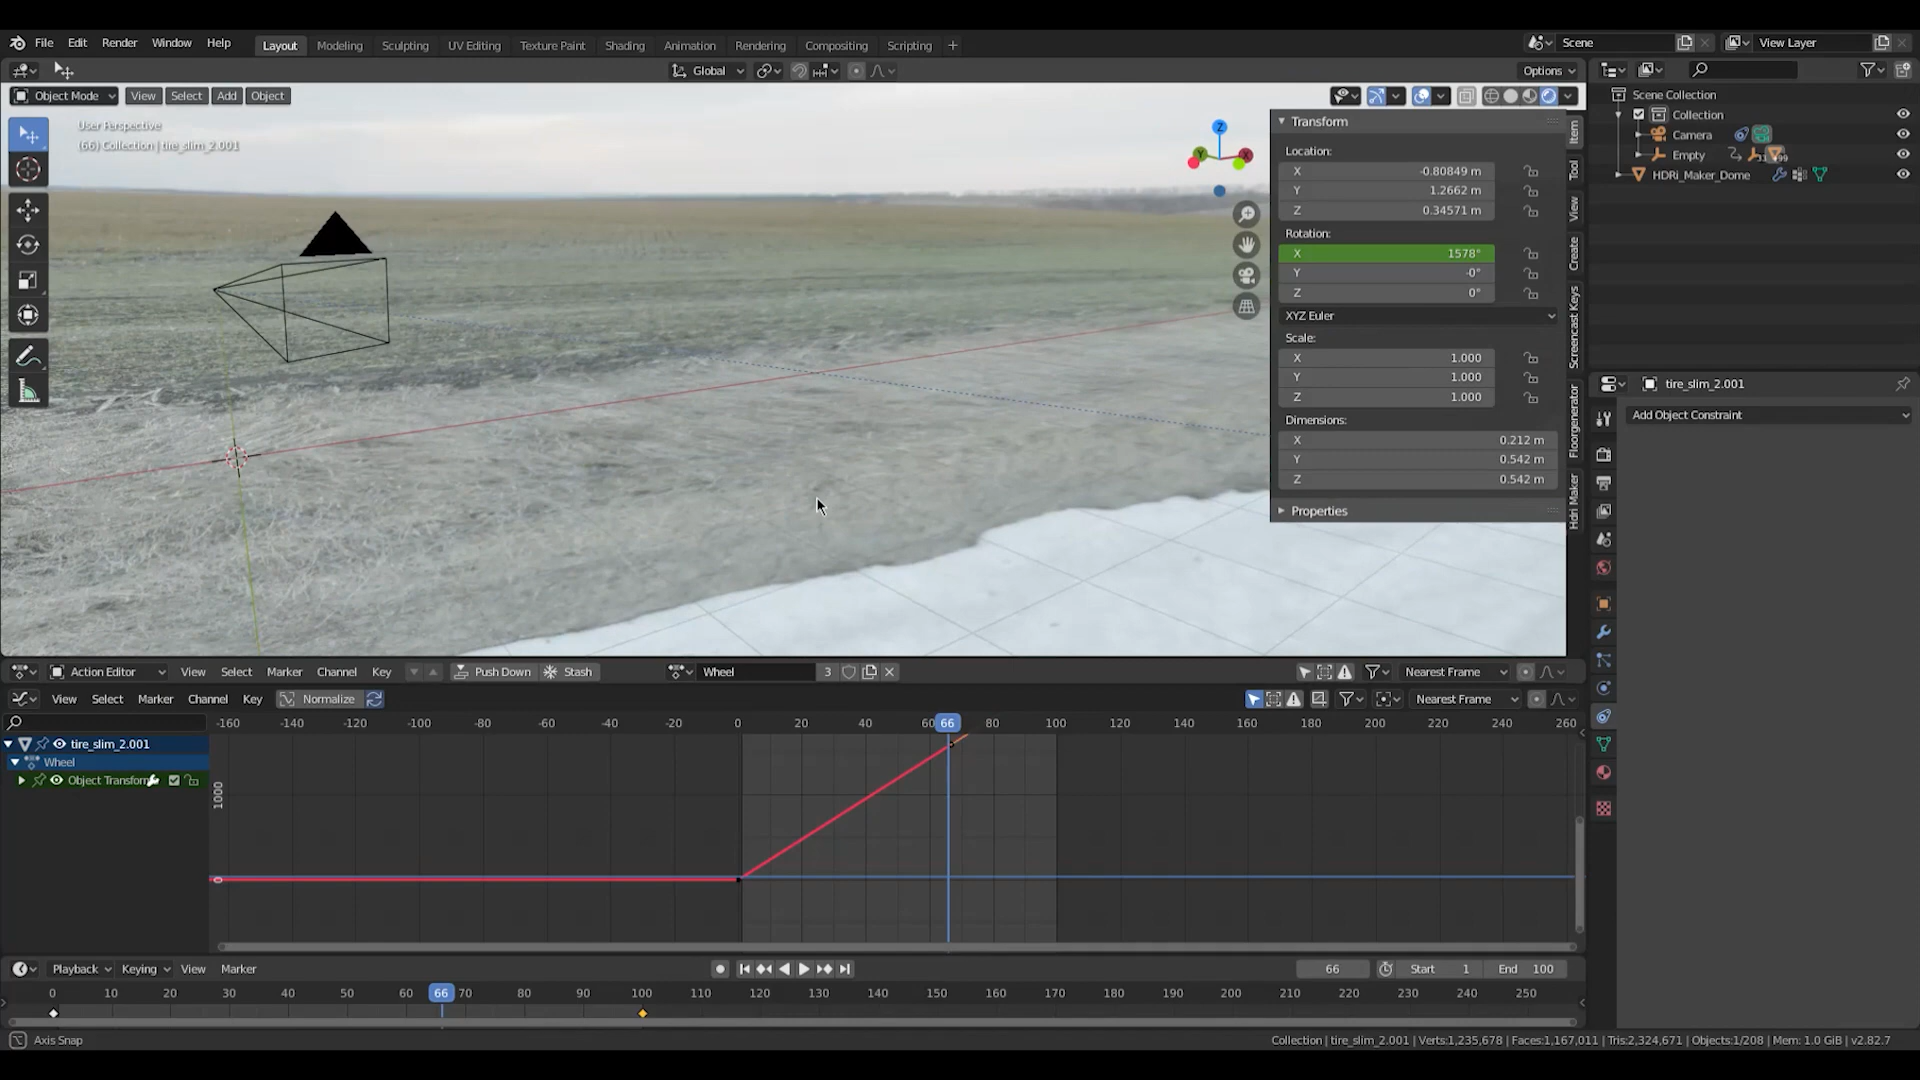 File Edit Render Window Help Layout Modeling Sculpting UV Editing Texture Paint Shading Animation Rendering Compositing Scripting + Scene View Layer
Global Options
Object Mode View Select Add Object
User Perspective
(66) Collection | tire_slim_2.001
Z
Y X
Transform
Location:
X -0.80849 m
Y 1.2662 m
Z 0.34571 m
Rotation:
X 1578°
Y -0°
Z 0°
XYZ Euler
Scale:
X 1.000
Y 1.000
Z 1.000
Dimensions:
X 0.212 m
Y 0.542 m
Z 0.542 m
Properties
Item
Tool
View
Create
Screencast Keys
Floorgenerator
Hdri Maker
Scene Collection
Collection
Camera
Empty
HDRi_Maker_Dome
tire_slim_2.001
Add Object Constraint
Action Editor View Select Marker Channel Key Push Down Stash Wheel 3 Nearest Frame
View Select Marker Channel Key Normalize Nearest Frame
-160 -140 -120 -100 -80 -60 -40 -20 0 20 40 60 66 80 100 120 140 160 180 200 220 240 260
tire_slim_2.001
Wheel
Object Transform
1000
0
Playback Keying View Marker 66 Start 1 End 100
0 10 20 30 40 50 60 66 70 80 90 100 110 120 130 140 150 160 170 180 190 200 210 220 230 240 250
Axis Snap Collection | tire_slim_2.001 | Verts:1,235,678 | Faces:1,167,011 | Tris:2,324,671 | Objects:1/208 | Mem: 1.0 GiB | v2.82.7